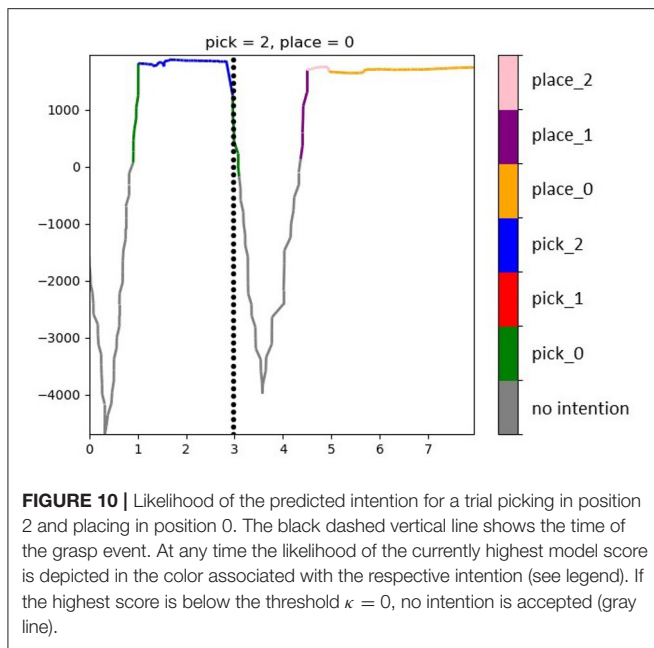 pick = 2, place = 0
1000
0
−1000
−2000
−3000
−4000
0 1 2 3 4 5 6 7
place_2
place_1
place_0
pick_2
pick_1
pick_0
no intention
FIGURE 10 | Likelihood of the predicted intention for a trial picking in position
2 and placing in position 0. The black dashed vertical line shows the time of
the grasp event. At any time the likelihood of the currently highest model score
is depicted in the color associated with the respective intention (see legend). If
the highest score is below the threshold κ = 0, no intention is accepted (gray
line).